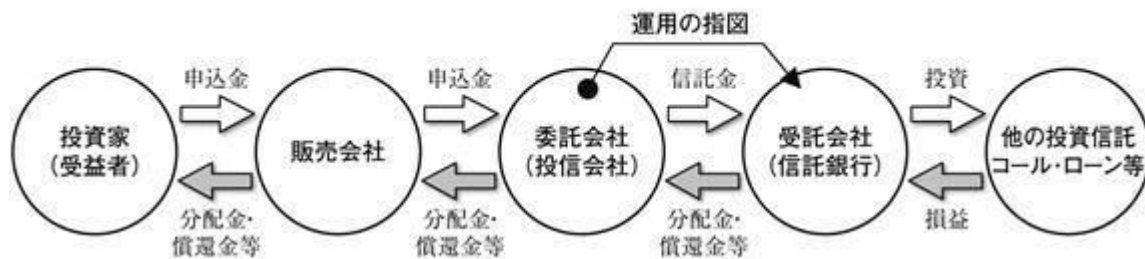 運用の指図
申込金
申込金
信託金
投資
投資家
（受益者）
販売会社
委託会社
（投信会社）
受託会社
（信託銀行）
他の投資信託
コール・ローン等
分配金・
償還金等
分配金・
償還金等
分配金・
償還金等
損益